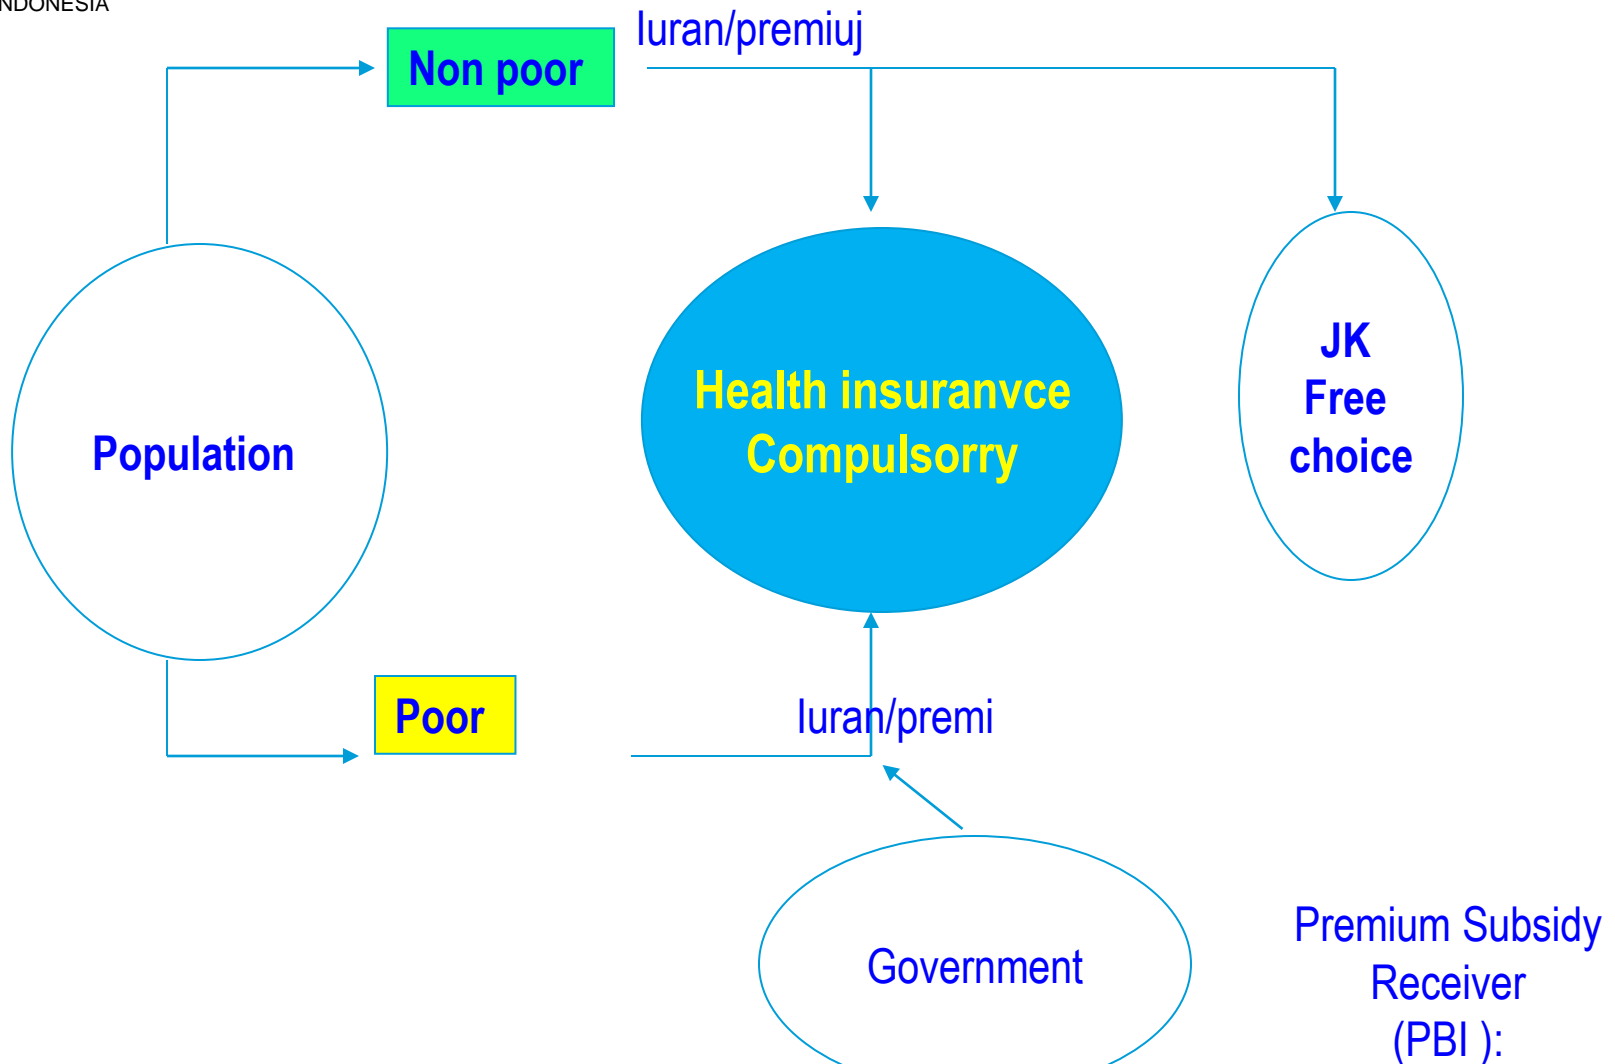 INDONESIA
Iuran/premiuj
Non poor
Health insuranvce
Compulsorry
JK
Free
choice
Population
Poor
Iuran/premi
Government
Premium Subsidy
Receiver
(PBI ):